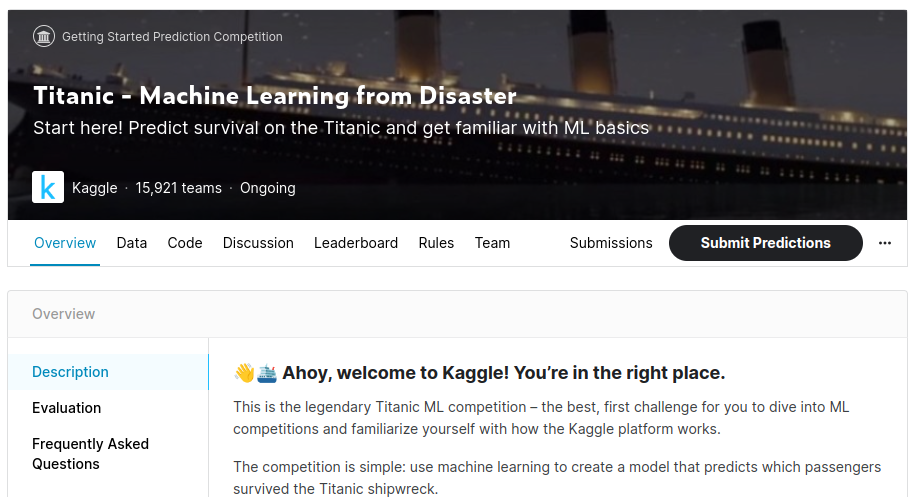 Getting Started Prediction Competition
Titanic - Machine Learning from Disaster
Start here! Predict survival on the Titanic and get familiar with ML basics
k Kaggle · 15,921 teams · Ongoing
Overview Data Code Discussion Leaderboard Rules Team Submissions Submit Predictions ···
Overview
Description
Evaluation
Frequently Asked
Questions
👋🛳️ Ahoy, welcome to Kaggle! You’re in the right place.
This is the legendary Titanic ML competition – the best, first challenge for you to dive into ML
competitions and familiarize yourself with how the Kaggle platform works.
The competition is simple: use machine learning to create a model that predicts which passengers
survived the Titanic shipwreck.